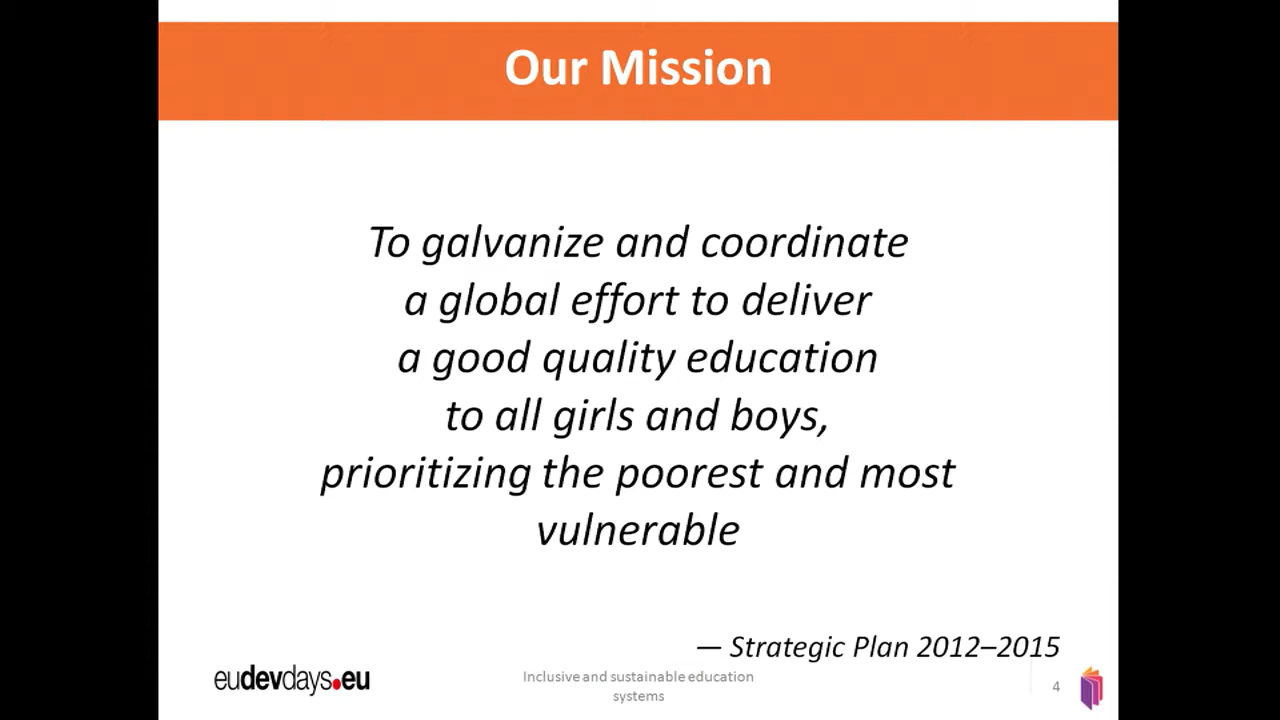 Our Mission
To galvanize and coordinate
a global effort to deliver
a good quality education
to all girls and boys,
prioritizing the poorest and most
vulnerable
— Strategic Plan 2012–2015
eudevdays.eu
Inclusive and sustainable education
systems
4